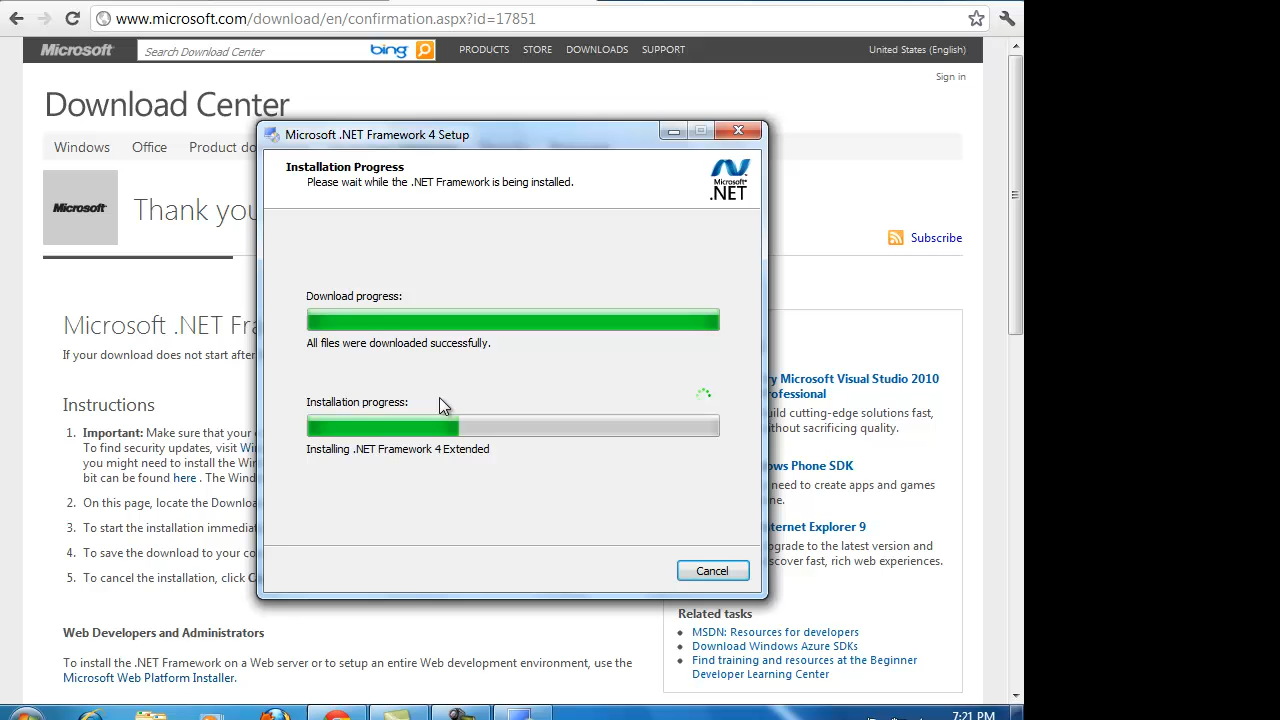 www.microsoft.com/download/en/confirmation.aspx?id=17851
Microsoft
Search Download Center
bing
PRODUCTS STORE DOWNLOADS SUPPORT
United States (English)
Sign in
Download Center
Windows Office Product do
Microsoft
Thank you
Subscribe
Microsoft .NET Framework 4 Setup
Installation Progress
Please wait while the .NET Framework is being installed.
Microsoft
.NET
Download progress:
All files were downloaded successfully.
Installation progress:
Installing .NET Framework 4 Extended
Cancel
Microsoft .NET Fra
If your download does not start after
Instructions
1. Important: Make sure that your
To find security updates, visit Wi
you might need to install the Win
bit can be found here . The Wind
2. On this page, locate the Downloa
3. To start the installation immediat
4. To save the download to your co
5. To cancel the installation, click C
Web Developers and Administrators
To install the .NET Framework on a Web server or to setup an entire Web development environment, use the
Microsoft Web Platform Installer.
ry Microsoft Visual Studio 2010
rofessional
uild cutting-edge solutions fast,
ithout sacrificing quality.
ows Phone SDK
need to create apps and games
ne.
ternet Explorer 9
pgrade to the latest version and
scover fast, rich web experiences.
Related tasks
MSDN: Resources for developers
Download Windows Azure SDKs
Find training and resources at the Beginner
Developer Learning Center
7:21 PM